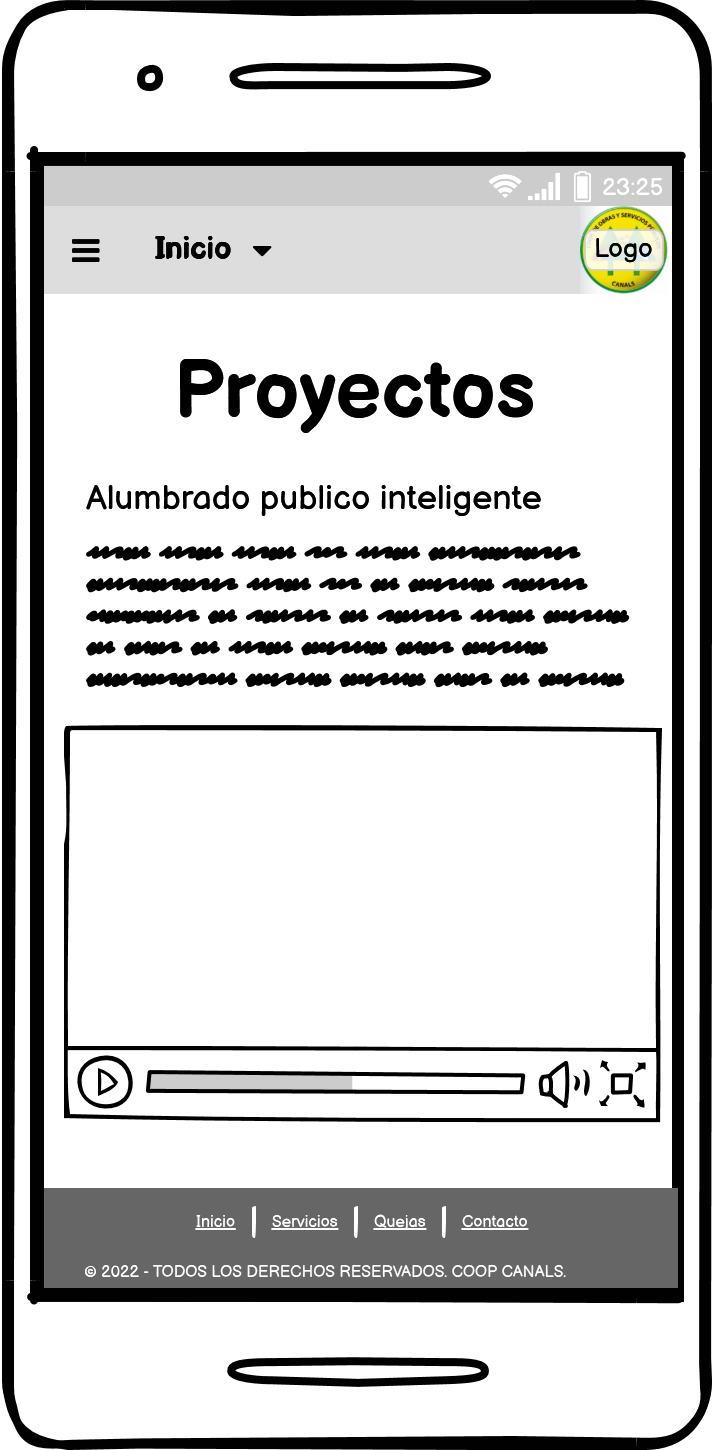 23:25
Inicio
Logo
CANALS
Proyectos
Alumbrado publico inteligente
Inicio Servicios Quejas Contacto
© 2022 - TODOS LOS DERECHOS RESERVADOS. COOP CANALS.